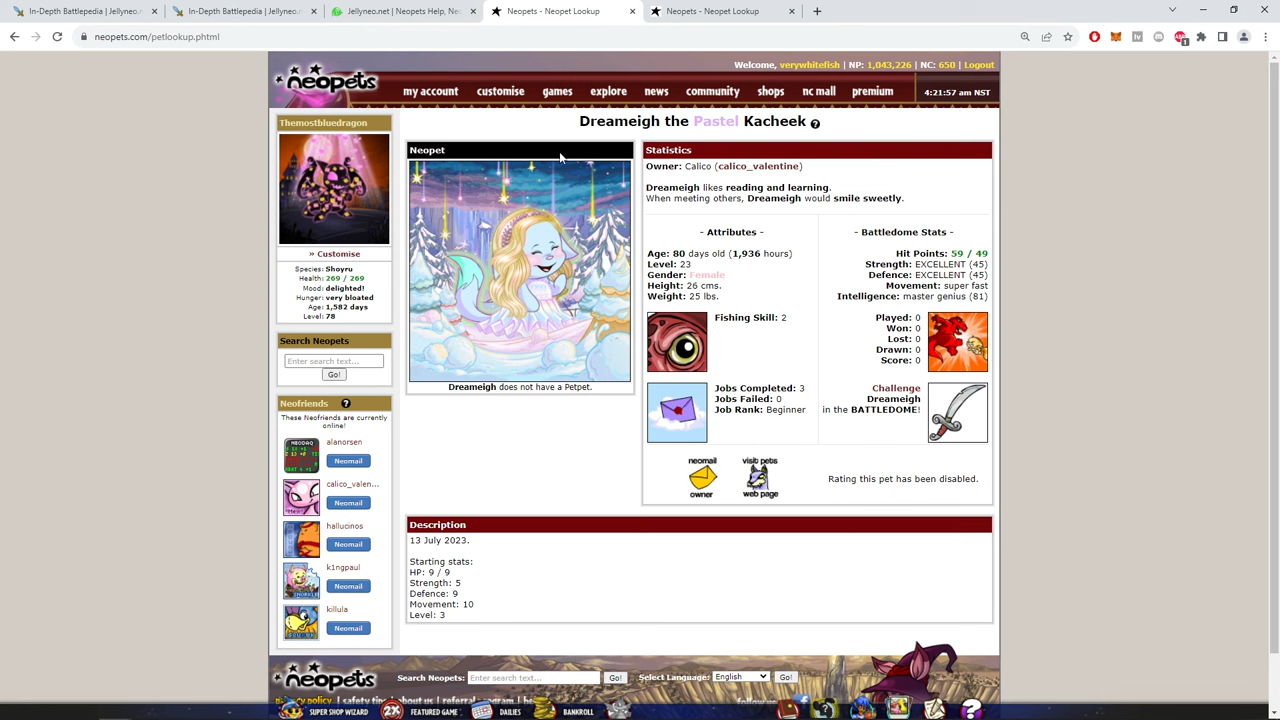 In-Depth Battlepedia | Jellyneo.n
In-Depth Battlepedia | Jellyneo.n
Jellyneo.net | Neopets Help, Neo
Neopets - Neopet Lookup
Neopets - Neopet Lookup
neopets.com/petlookup.phtml
Welcome, verywhitefish | NP: 1,043,226 | NC: 650 | Logout
neopets
my account customise games explore news community shops nc mall premium
4:21:57 am NST
Themostbluedragon
» Customise
Species: Shoyru
Health: 269 / 269
Mood: delighted!
Hunger: very bloated
Age: 1,582 days
Level: 78
Search Neopets
Enter search text...
Go!
Neofriends ?
These Neofriends are currently
online!
alanorsen
Neomail
calico_valen...
Neomail
hallucinos
Neomail
k1ngpaul
Neomail
killula
Neomail
Dreameigh the Pastel Kacheek ?
Neopet
Dreameigh does not have a Petpet.
Statistics
Owner: Calico (calico_valentine)
Dreameigh likes reading and learning.
When meeting others, Dreameigh would smile sweetly.
- Attributes -
Age: 80 days old (1,936 hours)
Level: 23
Gender: Female
Height: 26 cms.
Weight: 25 lbs.
Fishing Skill: 2
Jobs Completed: 3
Jobs Failed: 0
Job Rank: Beginner
- Battledome Stats -
Hit Points: 59 / 49
Strength: EXCELLENT (45)
Defence: EXCELLENT (45)
Movement: super fast
Intelligence: master genius (81)
Played: 0
Won: 0
Lost: 0
Drawn: 0
Score: 0
Challenge
Dreameigh
in the BATTLEDOME!
neomail
owner
visit pets
web page
Rating this pet has been disabled.
Description
13 July 2023.
Starting stats:
HP: 9 / 9
Strength: 5
Defence: 9
Movement: 10
Level: 3
neopets
Search Neopets: Enter search text... Go! Select Language: English Go!
SUPER SHOP WIZARD FEATURED GAME DAILIES BANKROLL